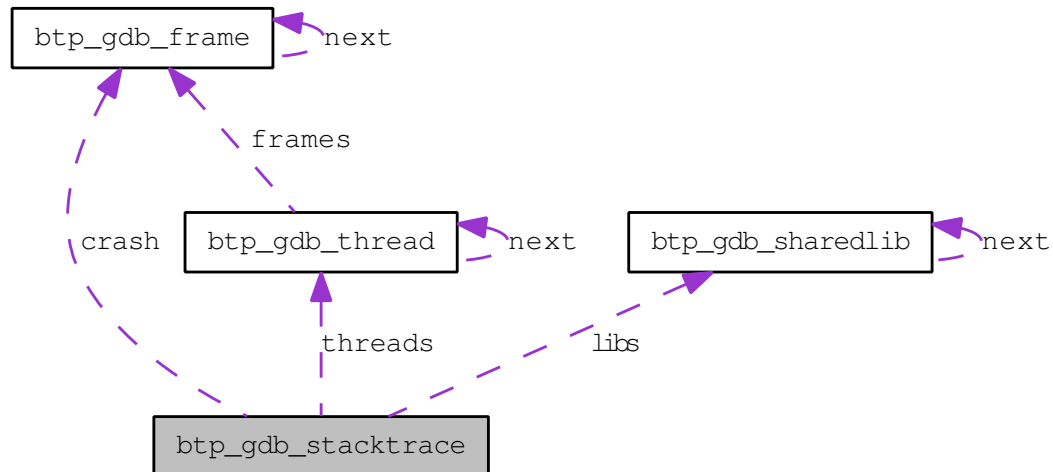 btp_gdb_frame
next
frames
crash
btp_gdb_thread
next
btp_gdb_sharedlib
next
threads
libs
btp_gdb_stacktrace